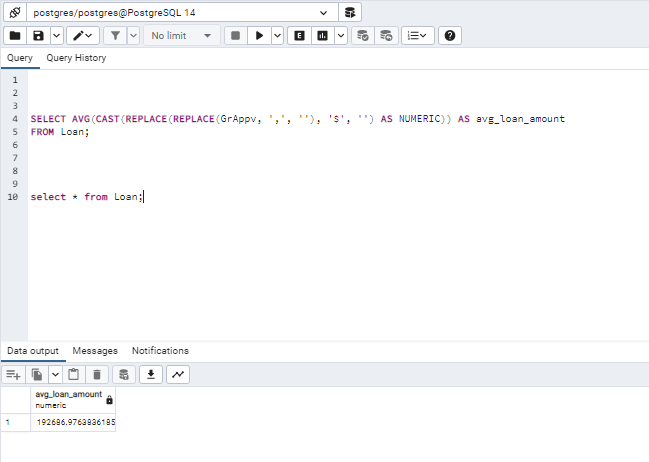 postgres/postgres@PostgreSQL 14
No limit
E
Query Query History
1
2
3
4 SELECT AVG(CAST(REPLACE(REPLACE(GrAppv, ',', ''), '$', '') AS NUMERIC)) AS avg_loan_amount
5 FROM Loan;
6
7
8
9
10 select * from Loan;
Data output Messages Notifications
avg_loan_amount
numeric
1 192686.9763836185